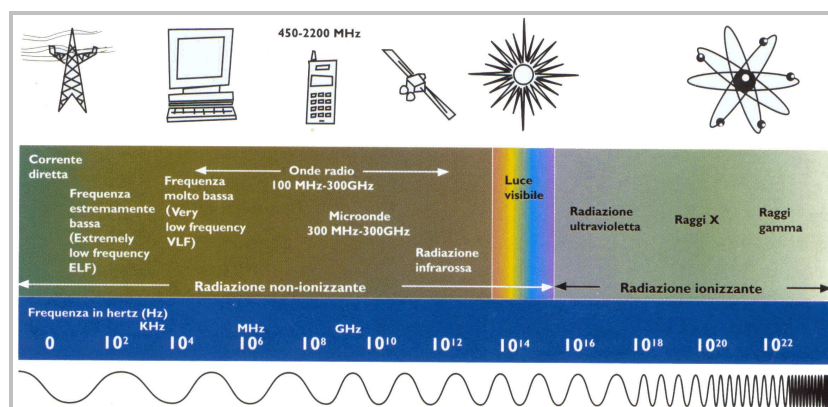 450-2200 MHz
Corrente
diretta
Frequenza
estremamente
bassa
(Extremely
low frequency
ELF)
Frequenza
molto bassa
(Very
low frequency
VLF)
Onde radio
100 MHz-300GHz
Microonde
300 MHz-300GHz
Radiazione
infrarossa
Luce
visibile
Radiazione
ultravioletta
Raggi X
Raggi
gamma
Radiazione non-ionizzante
Radiazione ionizzante
Frequenza in hertz (Hz)
KHz MHz GHz
0 10² 10⁴ 10⁶ 10⁸ 10¹⁰ 10¹² 10¹⁴ 10¹⁶ 10¹⁸ 10²⁰ 10²²